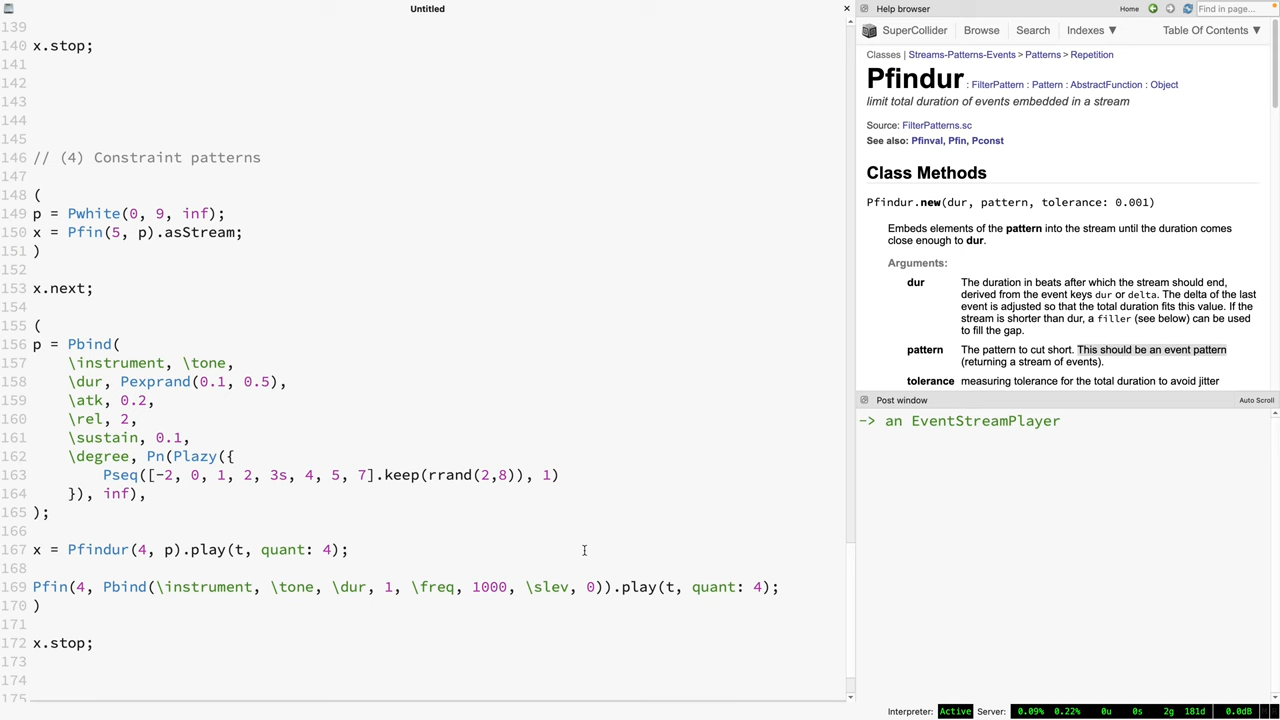 Untitled
139
140 x.stop;
141
142
143
144
145
146 // (4) Constraint patterns
147
148 (
149 p = Pwhite(0, 9, inf);
150 x = Pfin(5, p).asStream;
151 )
152
153 x.next;
154
155 (
156 p = Pbind(
157 \instrument, \tone,
158 \dur, Pexprand(0.1, 0.5),
159 \atk, 0.2,
160 \rel, 2,
161 \sustain, 0.1,
162 \degree, Pn(Plazy({
163 Pseq([-2, 0, 1, 2, 3s, 4, 5, 7].keep(rrand(2,8)), 1)
164 }), inf),
165 );
166
167 x = Pfindur(4, p).play(t, quant: 4);
168
169 Pfin(4, Pbind(\instrument, \tone, \dur, 1, \freq, 1000, \slev, 0)).play(t, quant: 4);
170 )
171
172 x.stop;
173
174
175
Help browser
Home
Find in page...
SuperCollider Browse Search Indexes ▼ Table Of Contents ▼
Classes | Streams-Patterns-Events > Patterns > Repetition
Pfindur : FilterPattern : Pattern : AbstractFunction : Object
limit total duration of events embedded in a stream
Source: FilterPatterns.sc
See also: Pfinval, Pfin, Pconst
Class Methods
Pfindur.new(dur, pattern, tolerance: 0.001)
Embeds elements of the pattern into the stream until the duration comes
close enough to dur.
Arguments:
dur The duration in beats after which the stream should end,
derived from the event keys dur or delta. The delta of the last
event is adjusted so that the total duration fits this value. If the
stream is shorter than dur, a filler (see below) can be used
to fill the gap.
pattern The pattern to cut short. This should be an event pattern
(returning a stream of events).
tolerance measuring tolerance for the total duration to avoid jitter
Post window Auto Scroll
-> an EventStreamPlayer
Interpreter: Active Server: 0.09% 0.22% 0u 0s 2g 181d 0.0dB